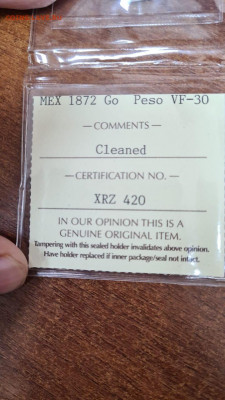 MEX 1872 Go Peso VF-30
— COMMENTS —
Cleaned
— CERTIFICATION NO. —
XRZ 420
IN OUR OPINION THIS IS A
GENUINE ORIGINAL ITEM.
Tampering with this sealed holder invalidates above opinion.
Have holder replaced if inner package/seal not intact.